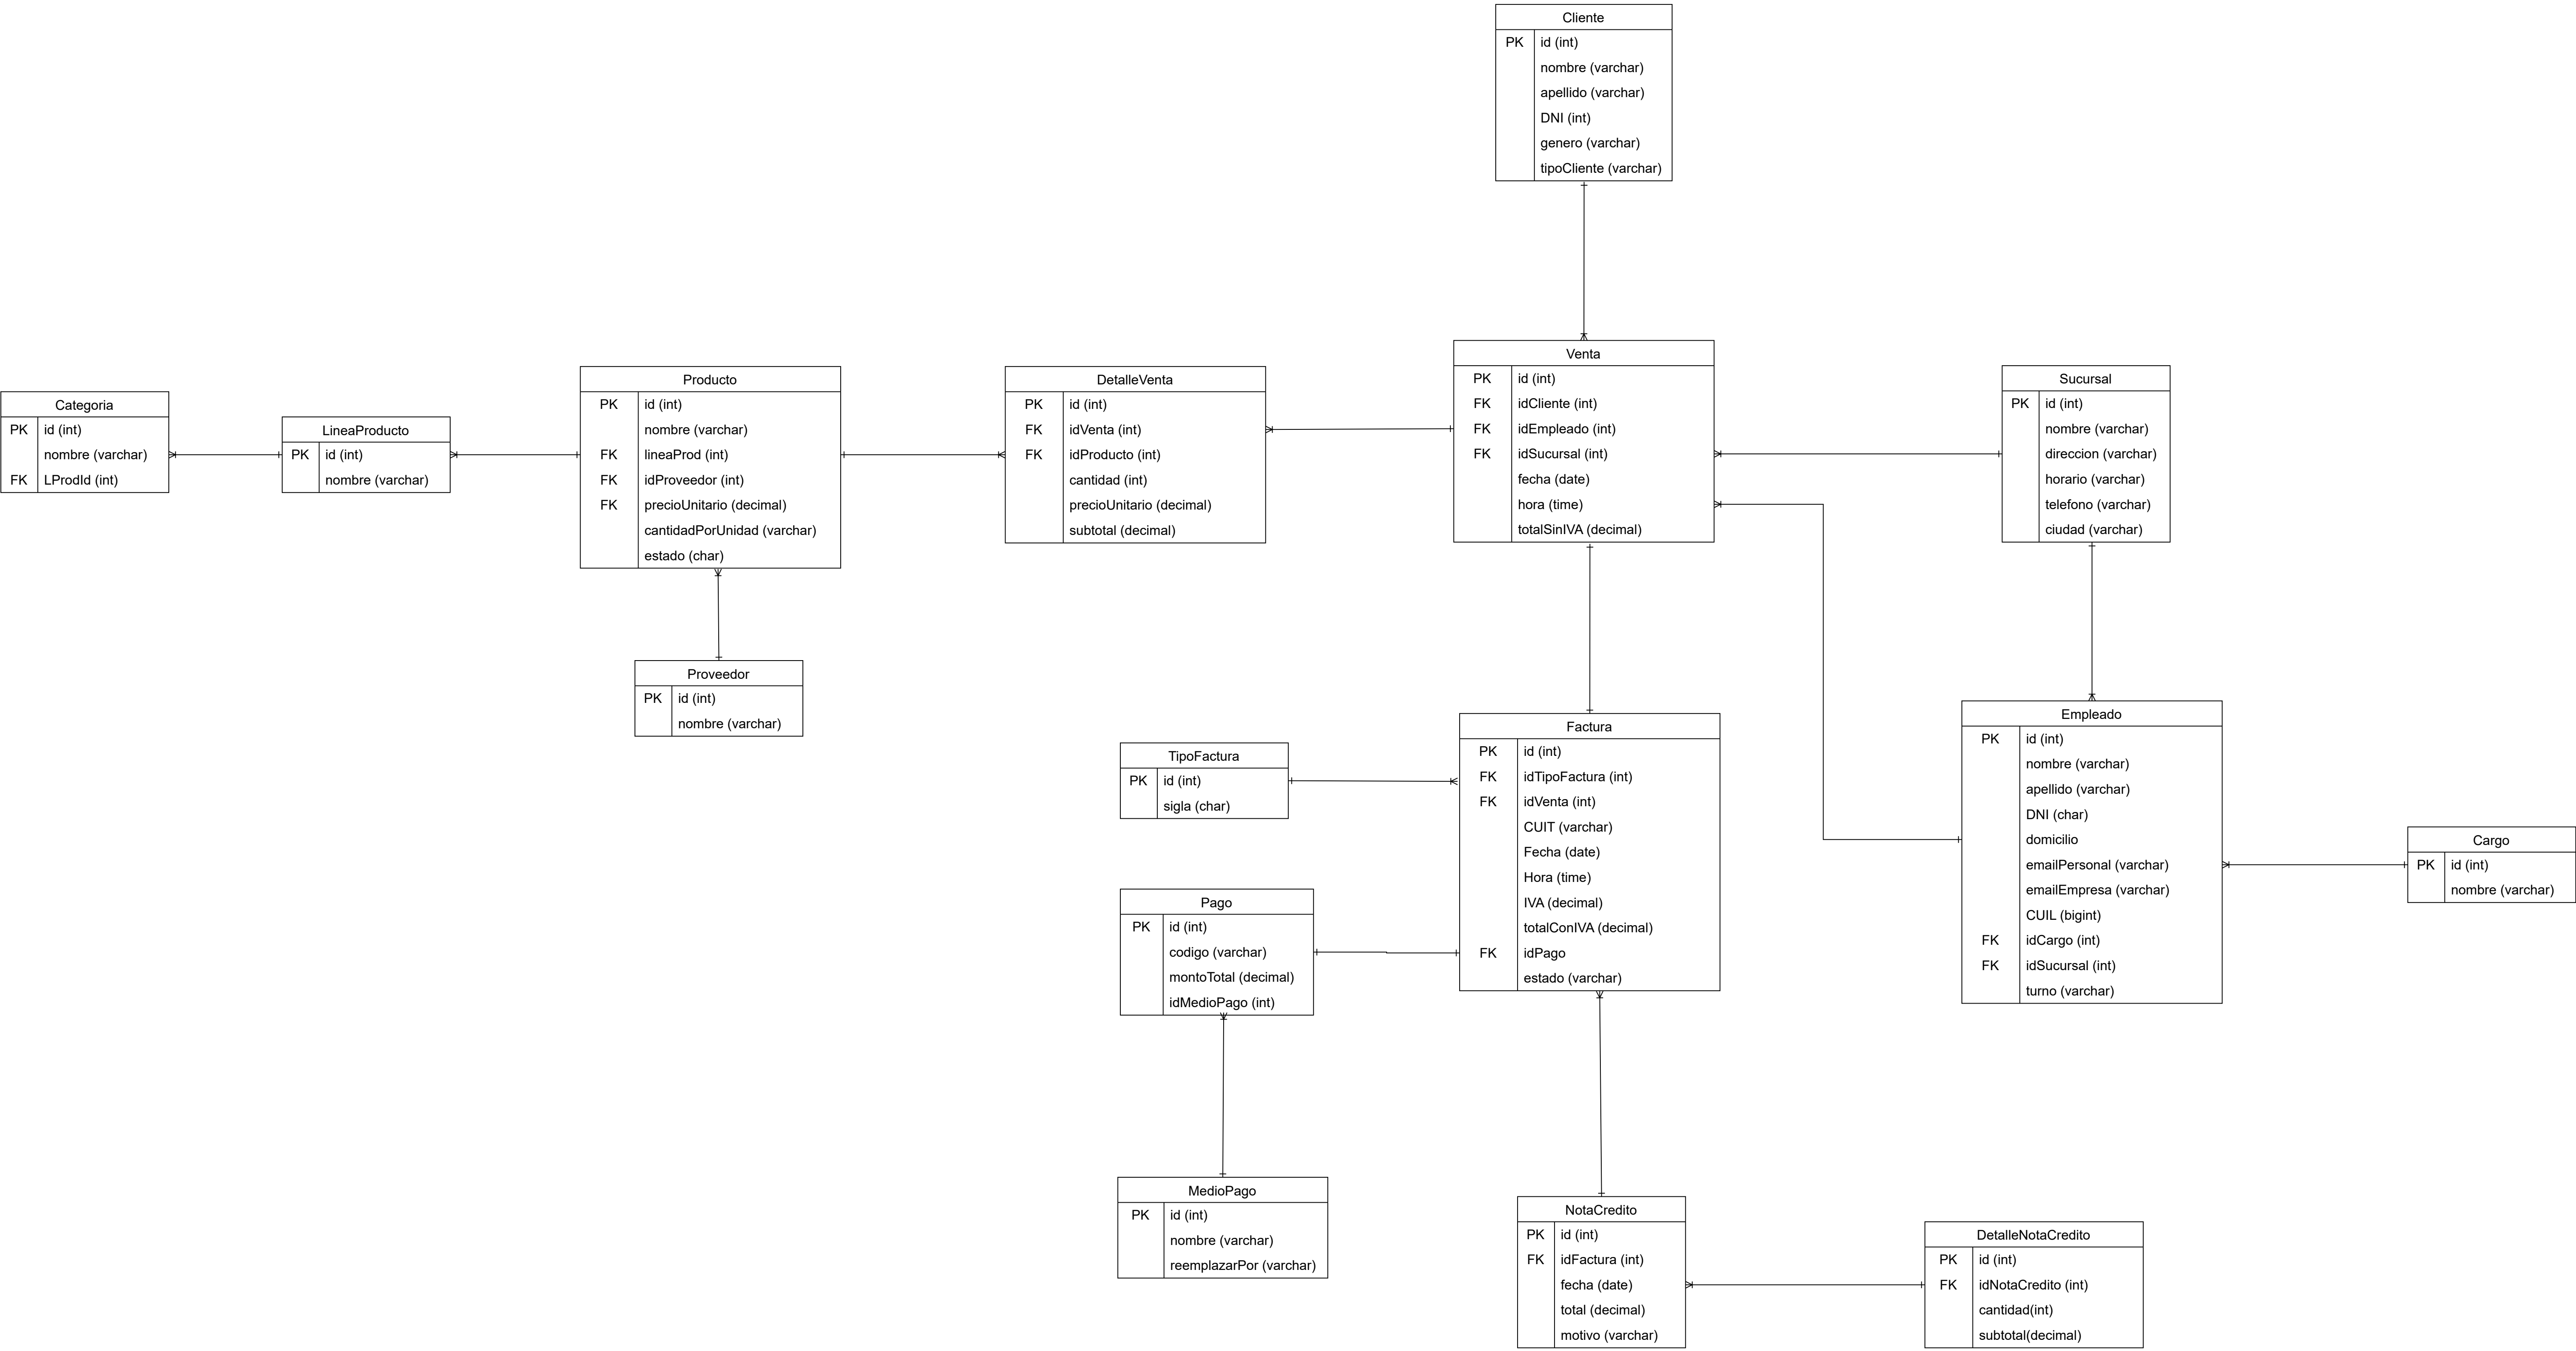 Cliente
PK id (int)
nombre (varchar)
apellido (varchar)
DNI (int)
genero (varchar)
tipoCliente (varchar)
Categoria
PK id (int)
nombre (varchar)
FK LProdId (int)
LineaProducto
PK id (int)
nombre (varchar)
Producto
PK id (int)
nombre (varchar)
FK lineaProd (int)
FK idProveedor (int)
FK precioUnitario (decimal)
cantidadPorUnidad (varchar)
estado (char)
DetalleVenta
PK id (int)
FK idVenta (int)
FK idProducto (int)
cantidad (int)
precioUnitario (decimal)
subtotal (decimal)
Venta
PK id (int)
FK idCliente (int)
FK idEmpleado (int)
FK idSucursal (int)
fecha (date)
hora (time)
totalSinIVA (decimal)
Sucursal
PK id (int)
nombre (varchar)
direccion (varchar)
horario (varchar)
telefono (varchar)
ciudad (varchar)
Proveedor
PK id (int)
nombre (varchar)
TipoFactura
PK id (int)
sigla (char)
Factura
PK id (int)
FK idTipoFactura (int)
FK idVenta (int)
CUIT (varchar)
Fecha (date)
Hora (time)
IVA (decimal)
totalConIVA (decimal)
FK idPago
estado (varchar)
Empleado
PK id (int)
nombre (varchar)
apellido (varchar)
DNI (char)
domicilio
emailPersonal (varchar)
emailEmpresa (varchar)
CUIL (bigint)
FK idCargo (int)
FK idSucursal (int)
turno (varchar)
Cargo
PK id (int)
nombre (varchar)
Pago
PK id (int)
codigo (varchar)
montoTotal (decimal)
idMedioPago (int)
MedioPago
PK id (int)
nombre (varchar)
reemplazarPor (varchar)
NotaCredito
PK id (int)
FK idFactura (int)
fecha (date)
total (decimal)
motivo (varchar)
DetalleNotaCredito
PK id (int)
FK idNotaCredito (int)
cantidad(int)
subtotal(decimal)